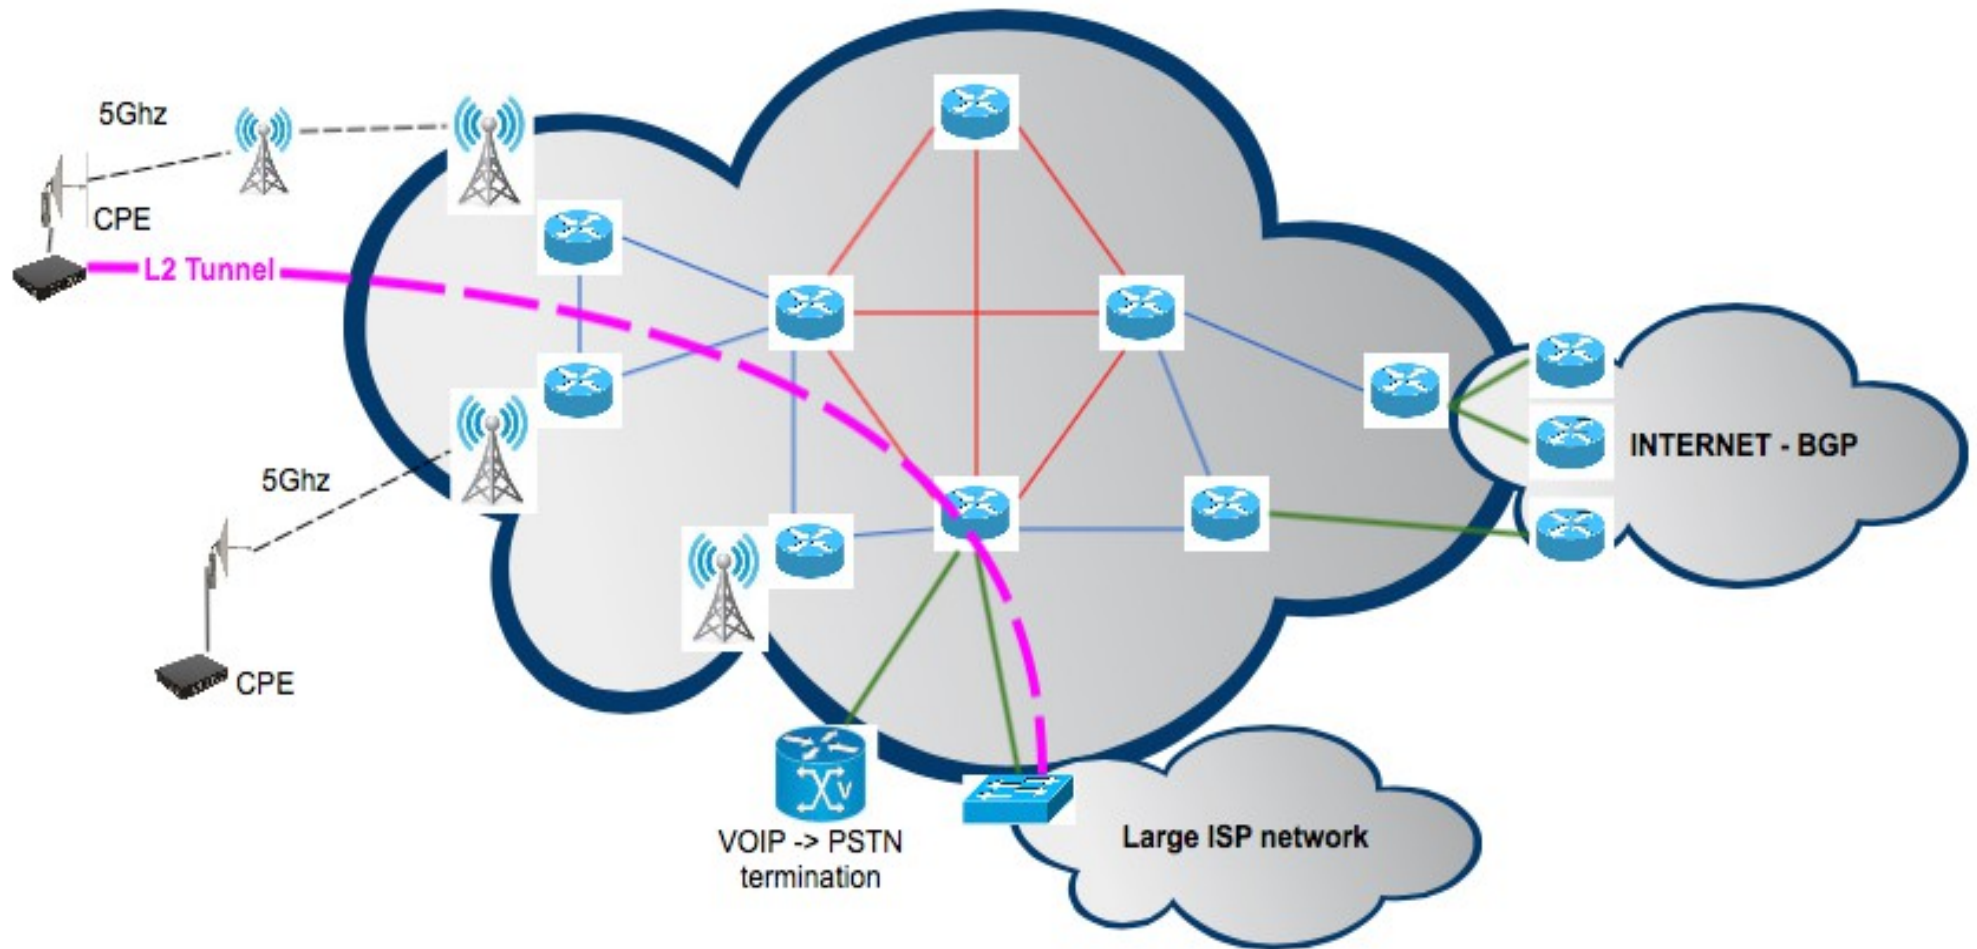 5Ghz
CPE
L2 Tunnel
5Ghz
CPE
INTERNET - BGP
V
VOIP -> PSTN
termination
Large ISP network